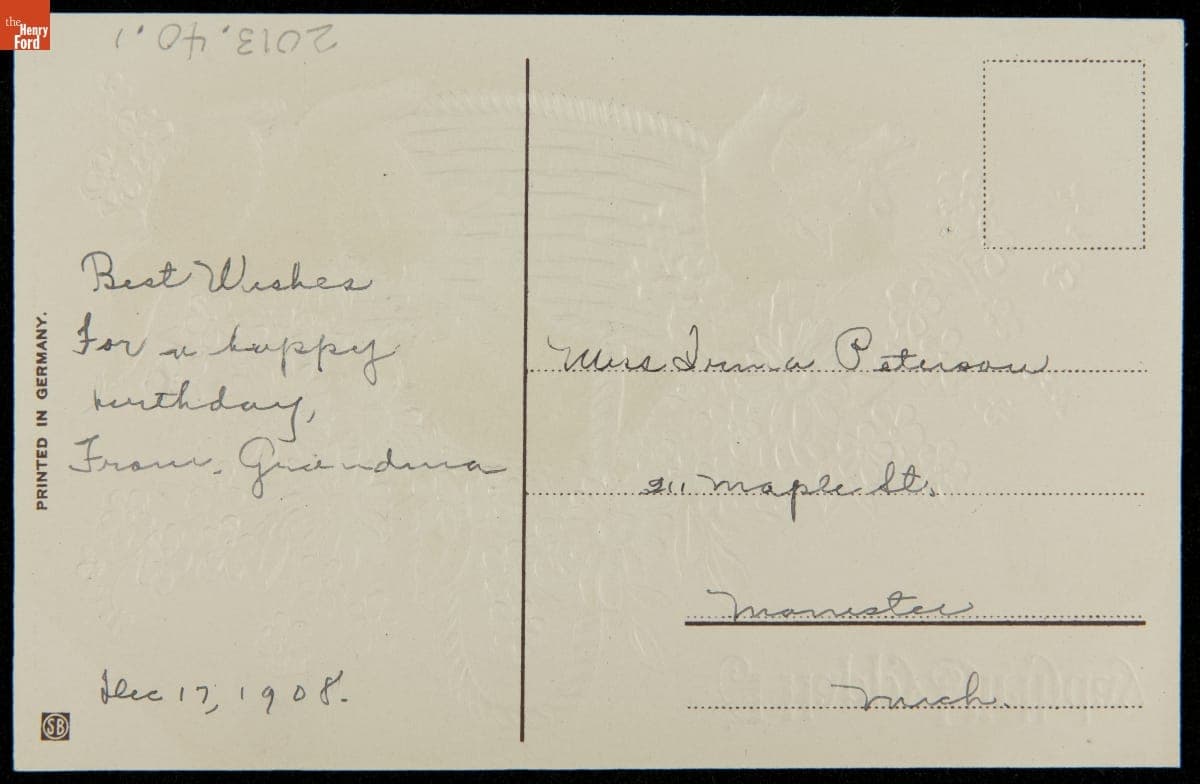 the
Henry
Ford
2013.40.1
Best Wishes
For a happy
birthday,
From, Grandma
Dec 17, 1908.
PRINTED IN GERMANY.
SB
Miss Irma Peterson
211 Maple St.
Manistee
Mich.